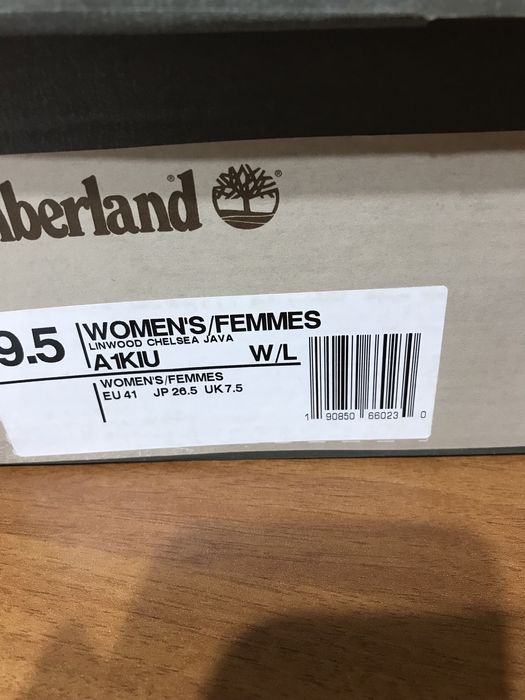 berland® ®
9.5 WOMEN'S/FEMMES
LINWOOD CHELSEA JAVA
A1KIU W/L
WOMEN'S/FEMMES
EU 41 JP 26.5 UK 7.5
1 90850 66023 0